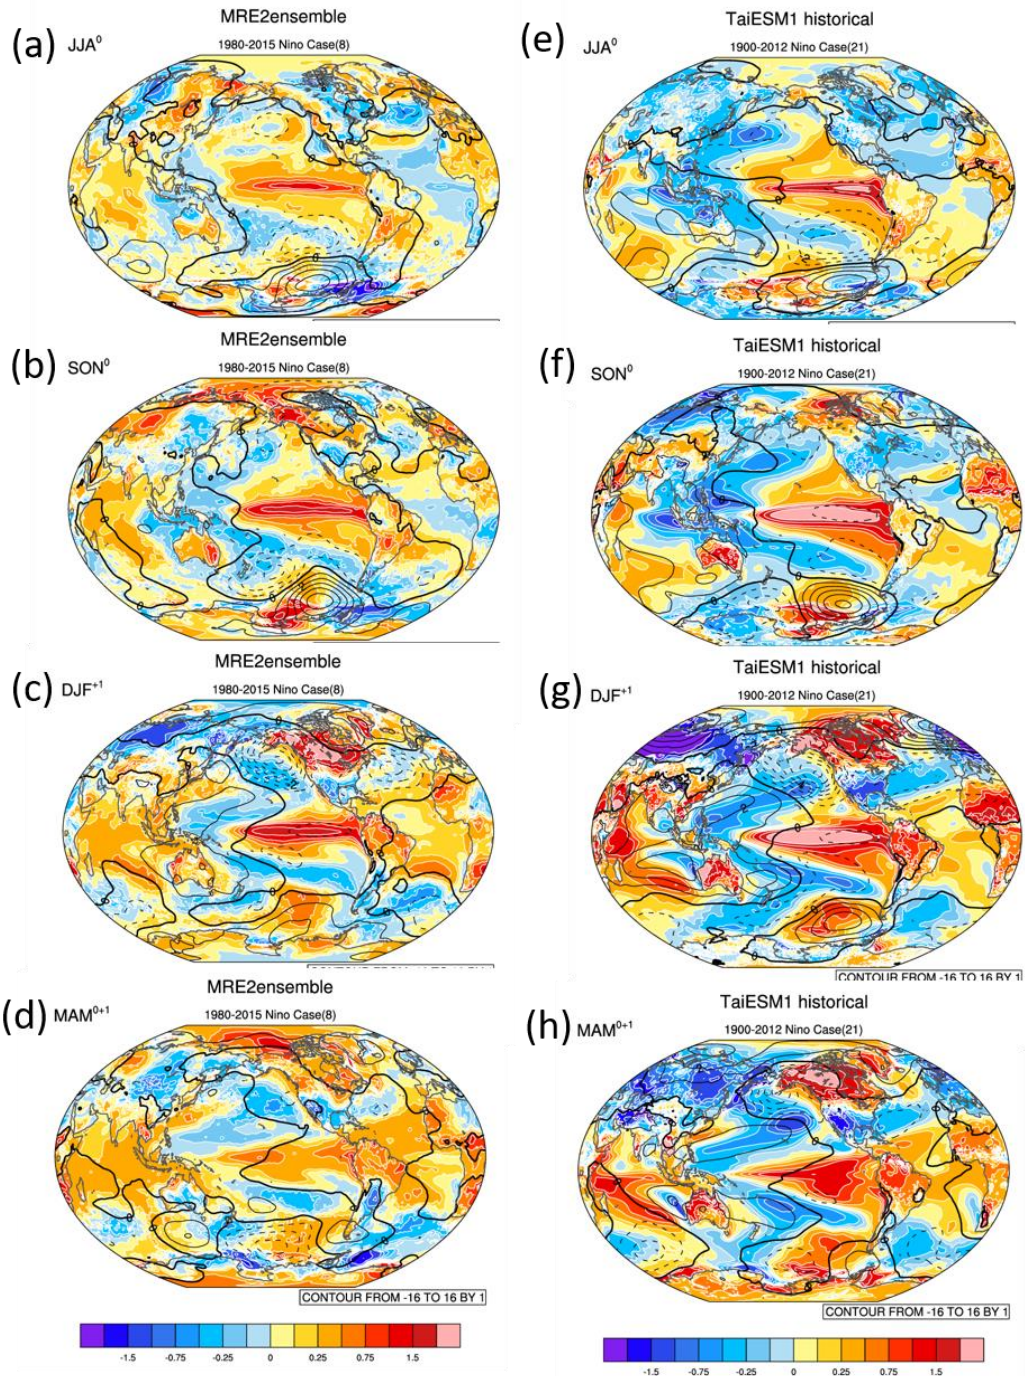 (a)
JJA⁰
MRE2ensemble
1980-2015 Nino Case(8)
(e)
JJA⁰
TaiESM1 historical
1900-2012 Nino Case(21)
(b)
SON⁰
MRE2ensemble
1980-2015 Nino Case(8)
(f)
SON⁰
TaiESM1 historical
1900-2012 Nino Case(21)
(c)
DJF⁺¹
MRE2ensemble
1980-2015 Nino Case(8)
(g)
DJF⁺¹
TaiESM1 historical
1900-2012 Nino Case(21)
CONTOUR FROM -16 TO 16 BY 1
(d)
MAM⁰⁺¹
MRE2ensemble
1980-2015 Nino Case(8)
CONTOUR FROM -16 TO 16 BY 1
(h)
MAM⁰⁺¹
TaiESM1 historical
1900-2012 Nino Case(21)
CONTOUR FROM -16 TO 16 BY 1
-1.5 -0.75 -0.25 0 0.25 0.75 1.5
-1.5 -0.75 -0.25 0 0.25 0.75 1.5